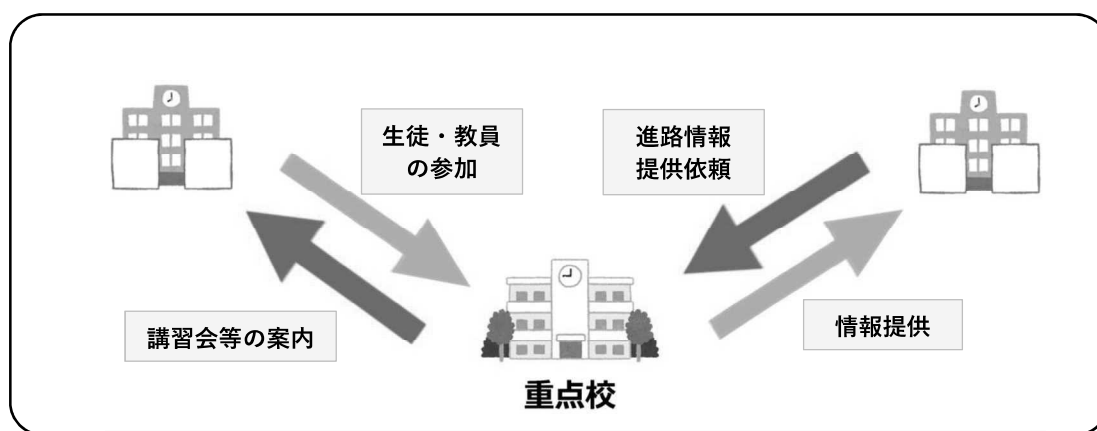 生徒・教員
の参加
進路情報
提供依頼
講習会等の案内
情報提供
重点校